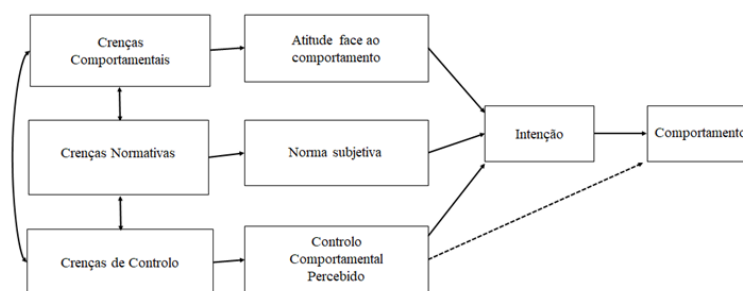 Crenças
Comportamentais
Atitude face ao
comportamento
Crenças Normativas
Norma subjetiva
Intenção
Comportamento
Crenças de Controlo
Controlo
Comportamental
Percebido